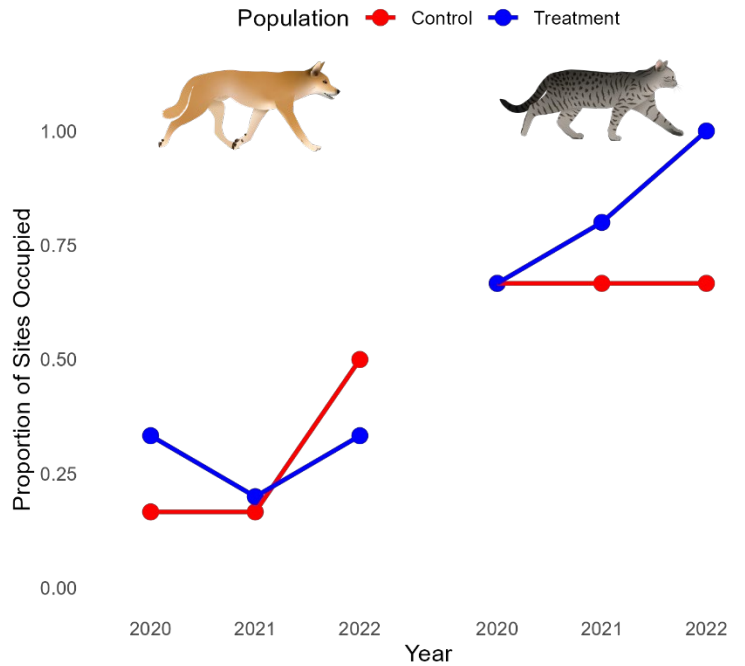 Population Control Treatment
1.00
0.75
0.50
0.25
0.00
Proportion of Sites Occupied
2020 2021 2022 2020 2021 2022
Year